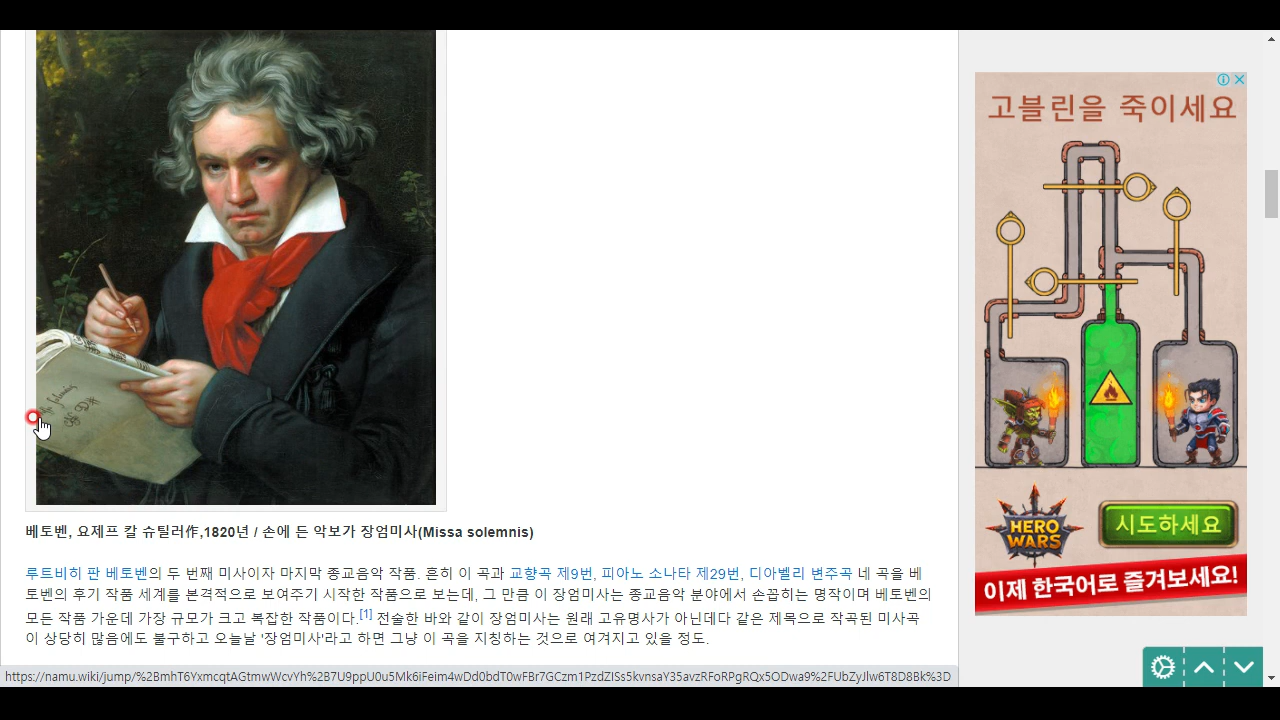 베토벤, 요제프 칼 슈틸러作,1820년 / 손에 든 악보가 장엄미사(Missa solemnis)
루트비히 판 베토벤의 두 번째 미사이자 마지막 종교음악 작품. 흔히 이 곡과 교향곡 제9번, 피아노 소나타 제29번, 디아벨리 변주곡 네 곡을 베
토벤의 후기 작품 세계를 본격적으로 보여주기 시작한 작품으로 꼽는데, 그 만큼 이 장엄미사는 종교음악 분야에서 손꼽히는 명작이며 베토벤의
모든 작품 가운데 가장 규모가 크고 복잡한 작품이다.[1] 전술한 바와 같이 장엄미사는 원래 고유명사가 아닌데다 같은 제목으로 작곡된 미사곡
이 상당히 많음에도 불구하고 오늘날 '장엄미사'라고 하면 그냥 이 곡을 지칭하는 것으로 여겨지고 있을 정도.
고블린을 죽이세요
HERO
WARS
시도하세요
이제 한국어로 즐겨보세요!